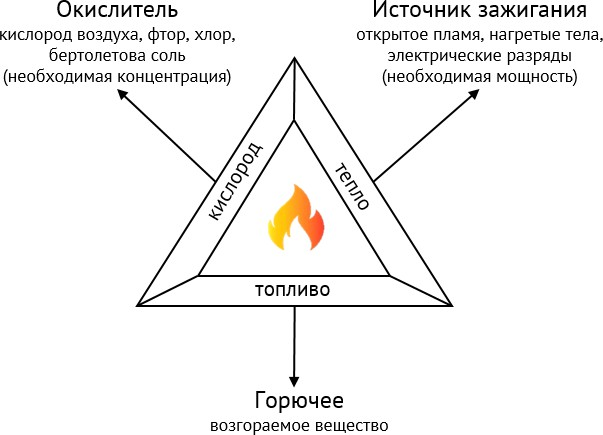 Окислитель
кислород воздуха, фтор, хлор,
бертолетова соль
(необходимая концентрация)
Источник зажигания
открытое пламя, нагретые тела,
электрические разряды
(необходимая мощность)
кислород
тепло
топливо
Горючее
возгораемое вещество